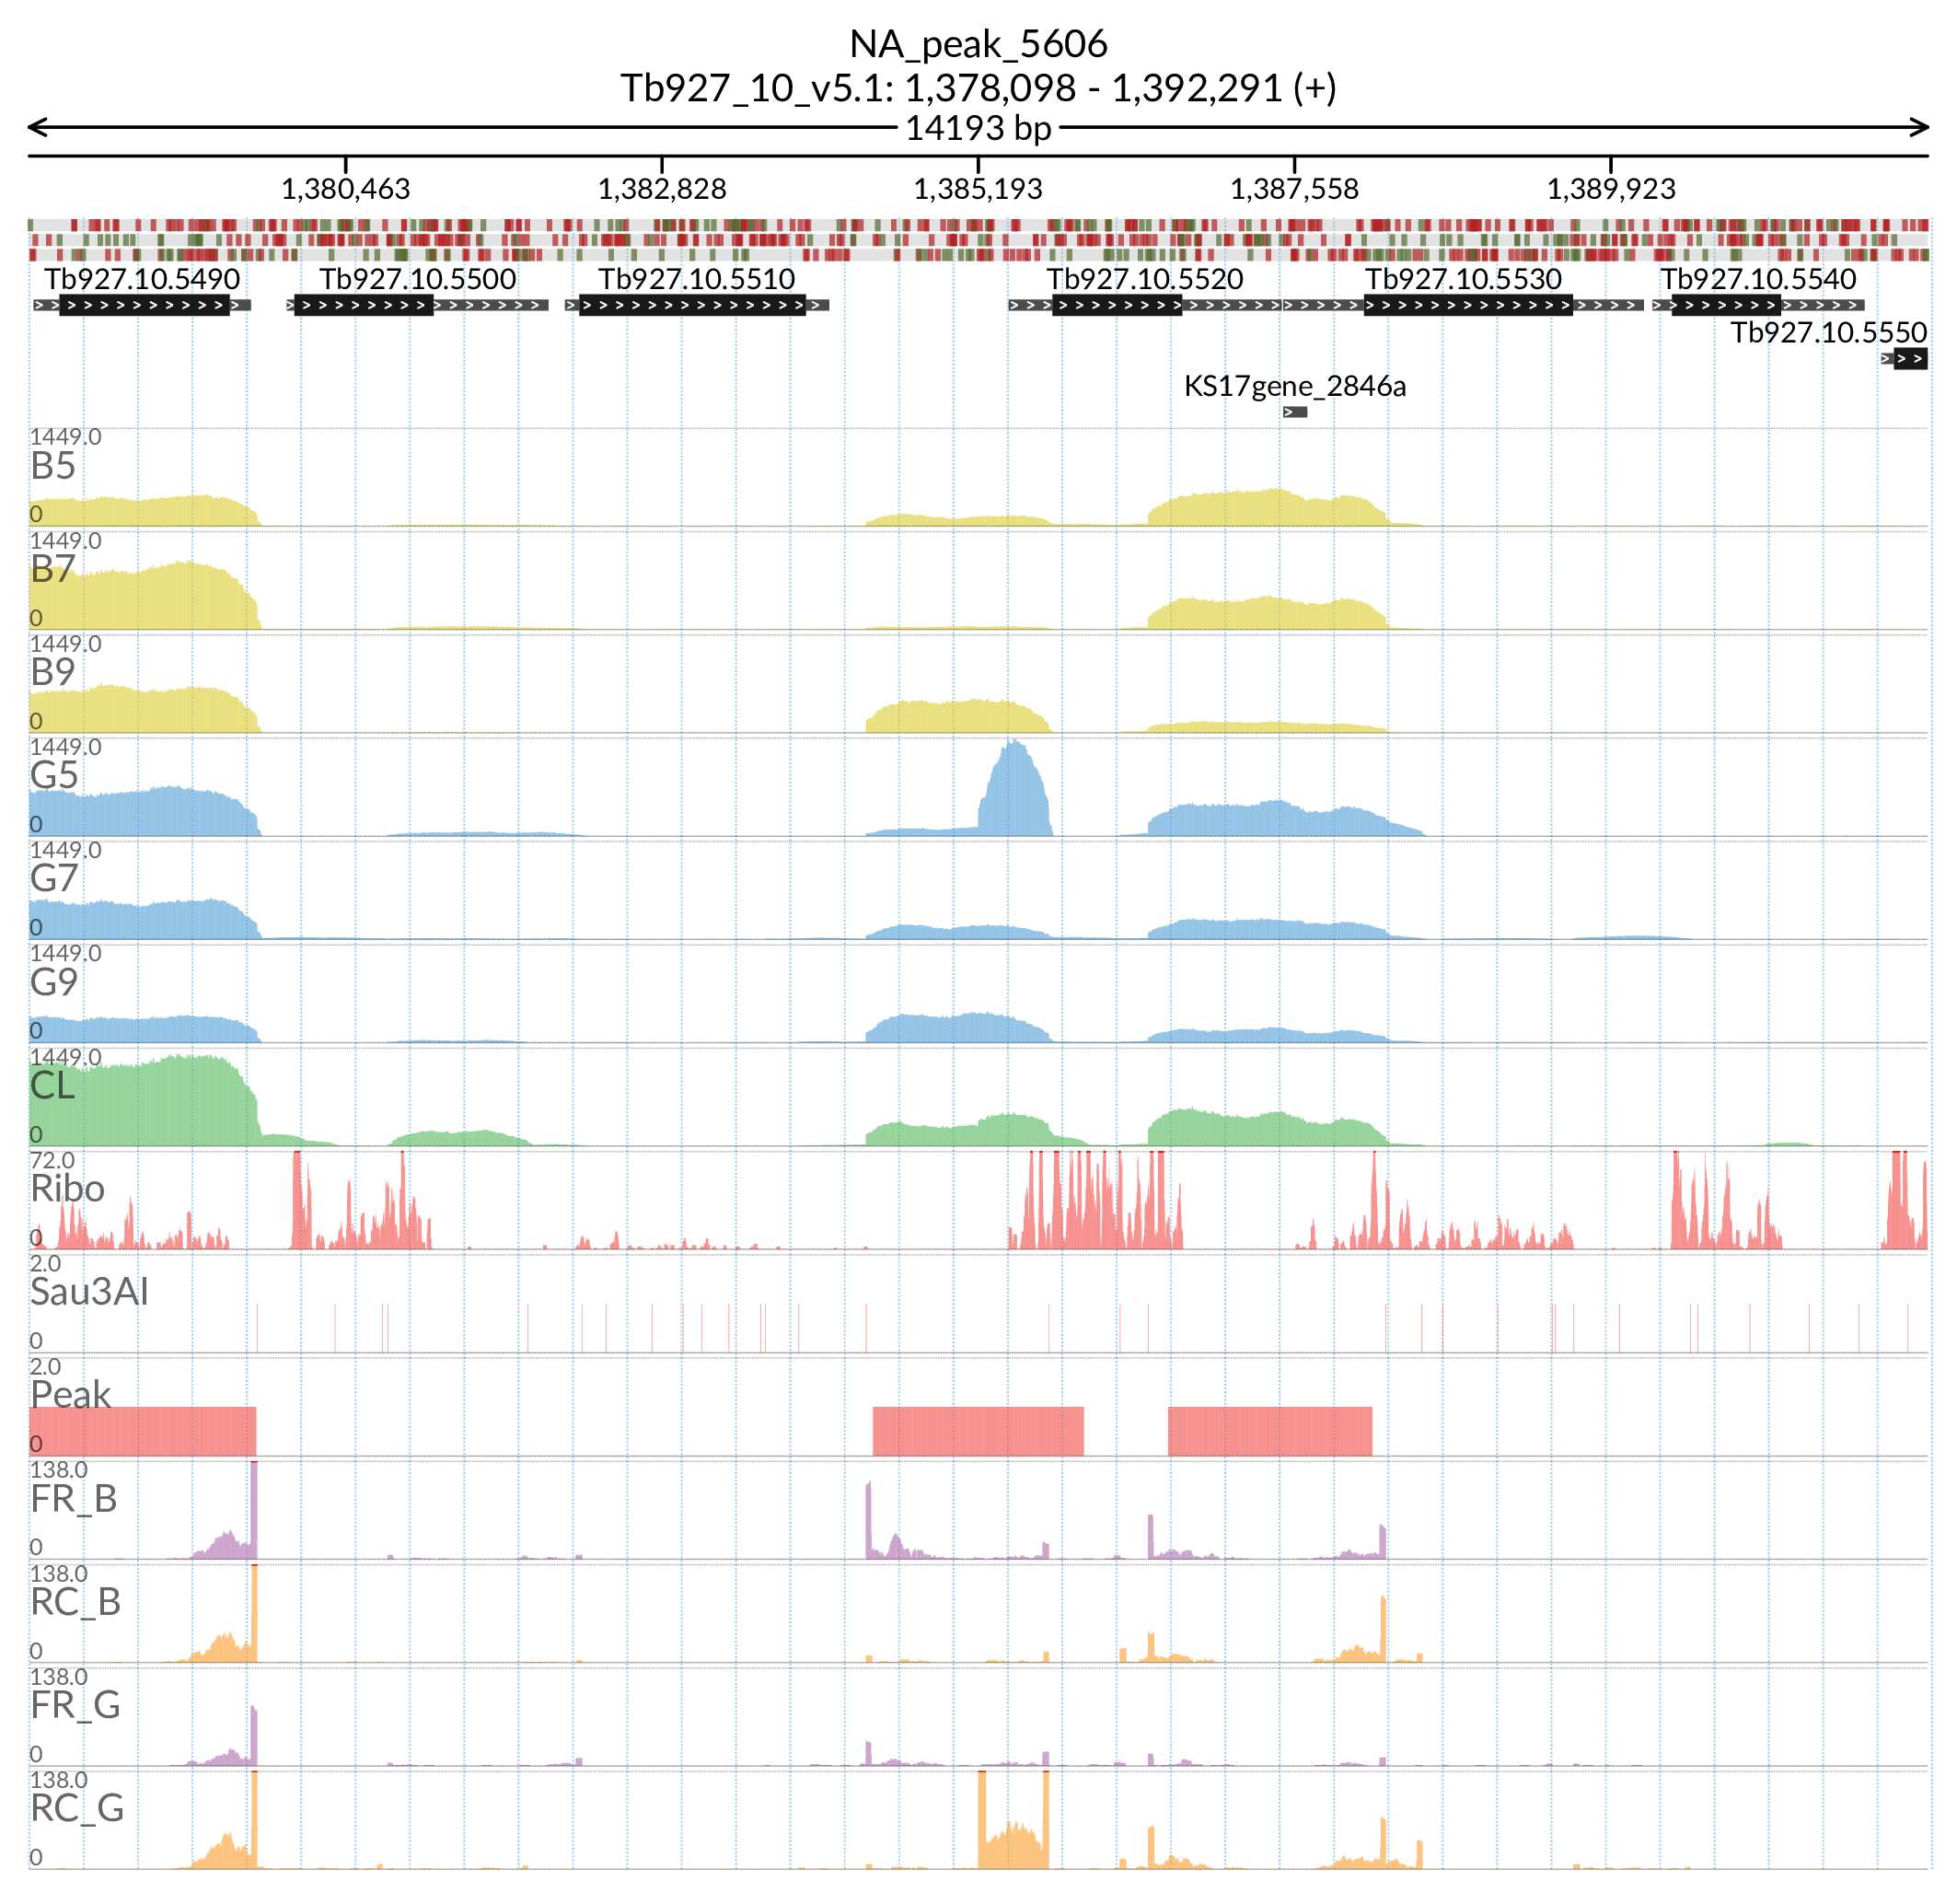 NA_peak_5606
Tb927_10_v5.1: 1,378,098 - 1,392,291 (+)
14193 bp
1,380,463 1,382,828 1,385,193 1,387,558 1,389,923
Tb927.10.5490 Tb927.10.5500 Tb927.10.5510 Tb927.10.5520 Tb927.10.5530 Tb927.10.5540
Tb927.10.5550
KS17gene_2846a
1449.0
B5
0
1449.0
B7
0
1449.0
B9
0
1449.0
G5
0
1449.0
G7
0
1449.0
G9
0
1449.0
CL
0
72.0
Ribo
0
2.0
Sau3AI
0
2.0
Peak
0
138.0
FR_B
0
138.0
RC_B
0
138.0
FR_G
0
138.0
RC_G
0